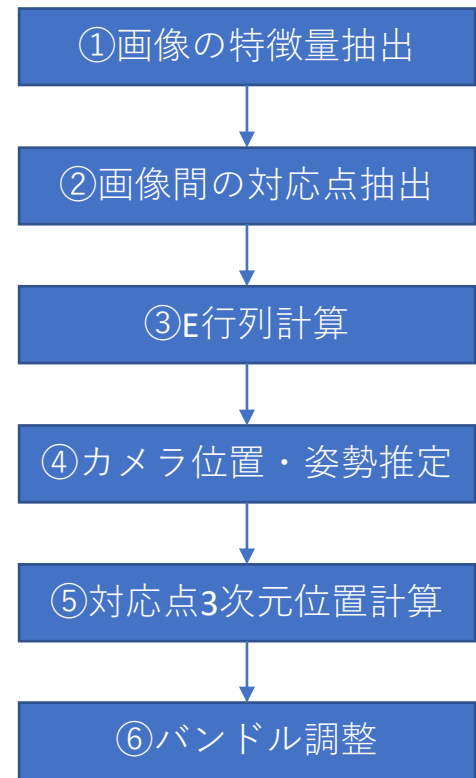 ①画像の特徴量抽出
②画像間の対応点抽出
③E行列計算
④カメラ位置・姿勢推定
⑤対応点3次元位置計算
⑥バンドル調整